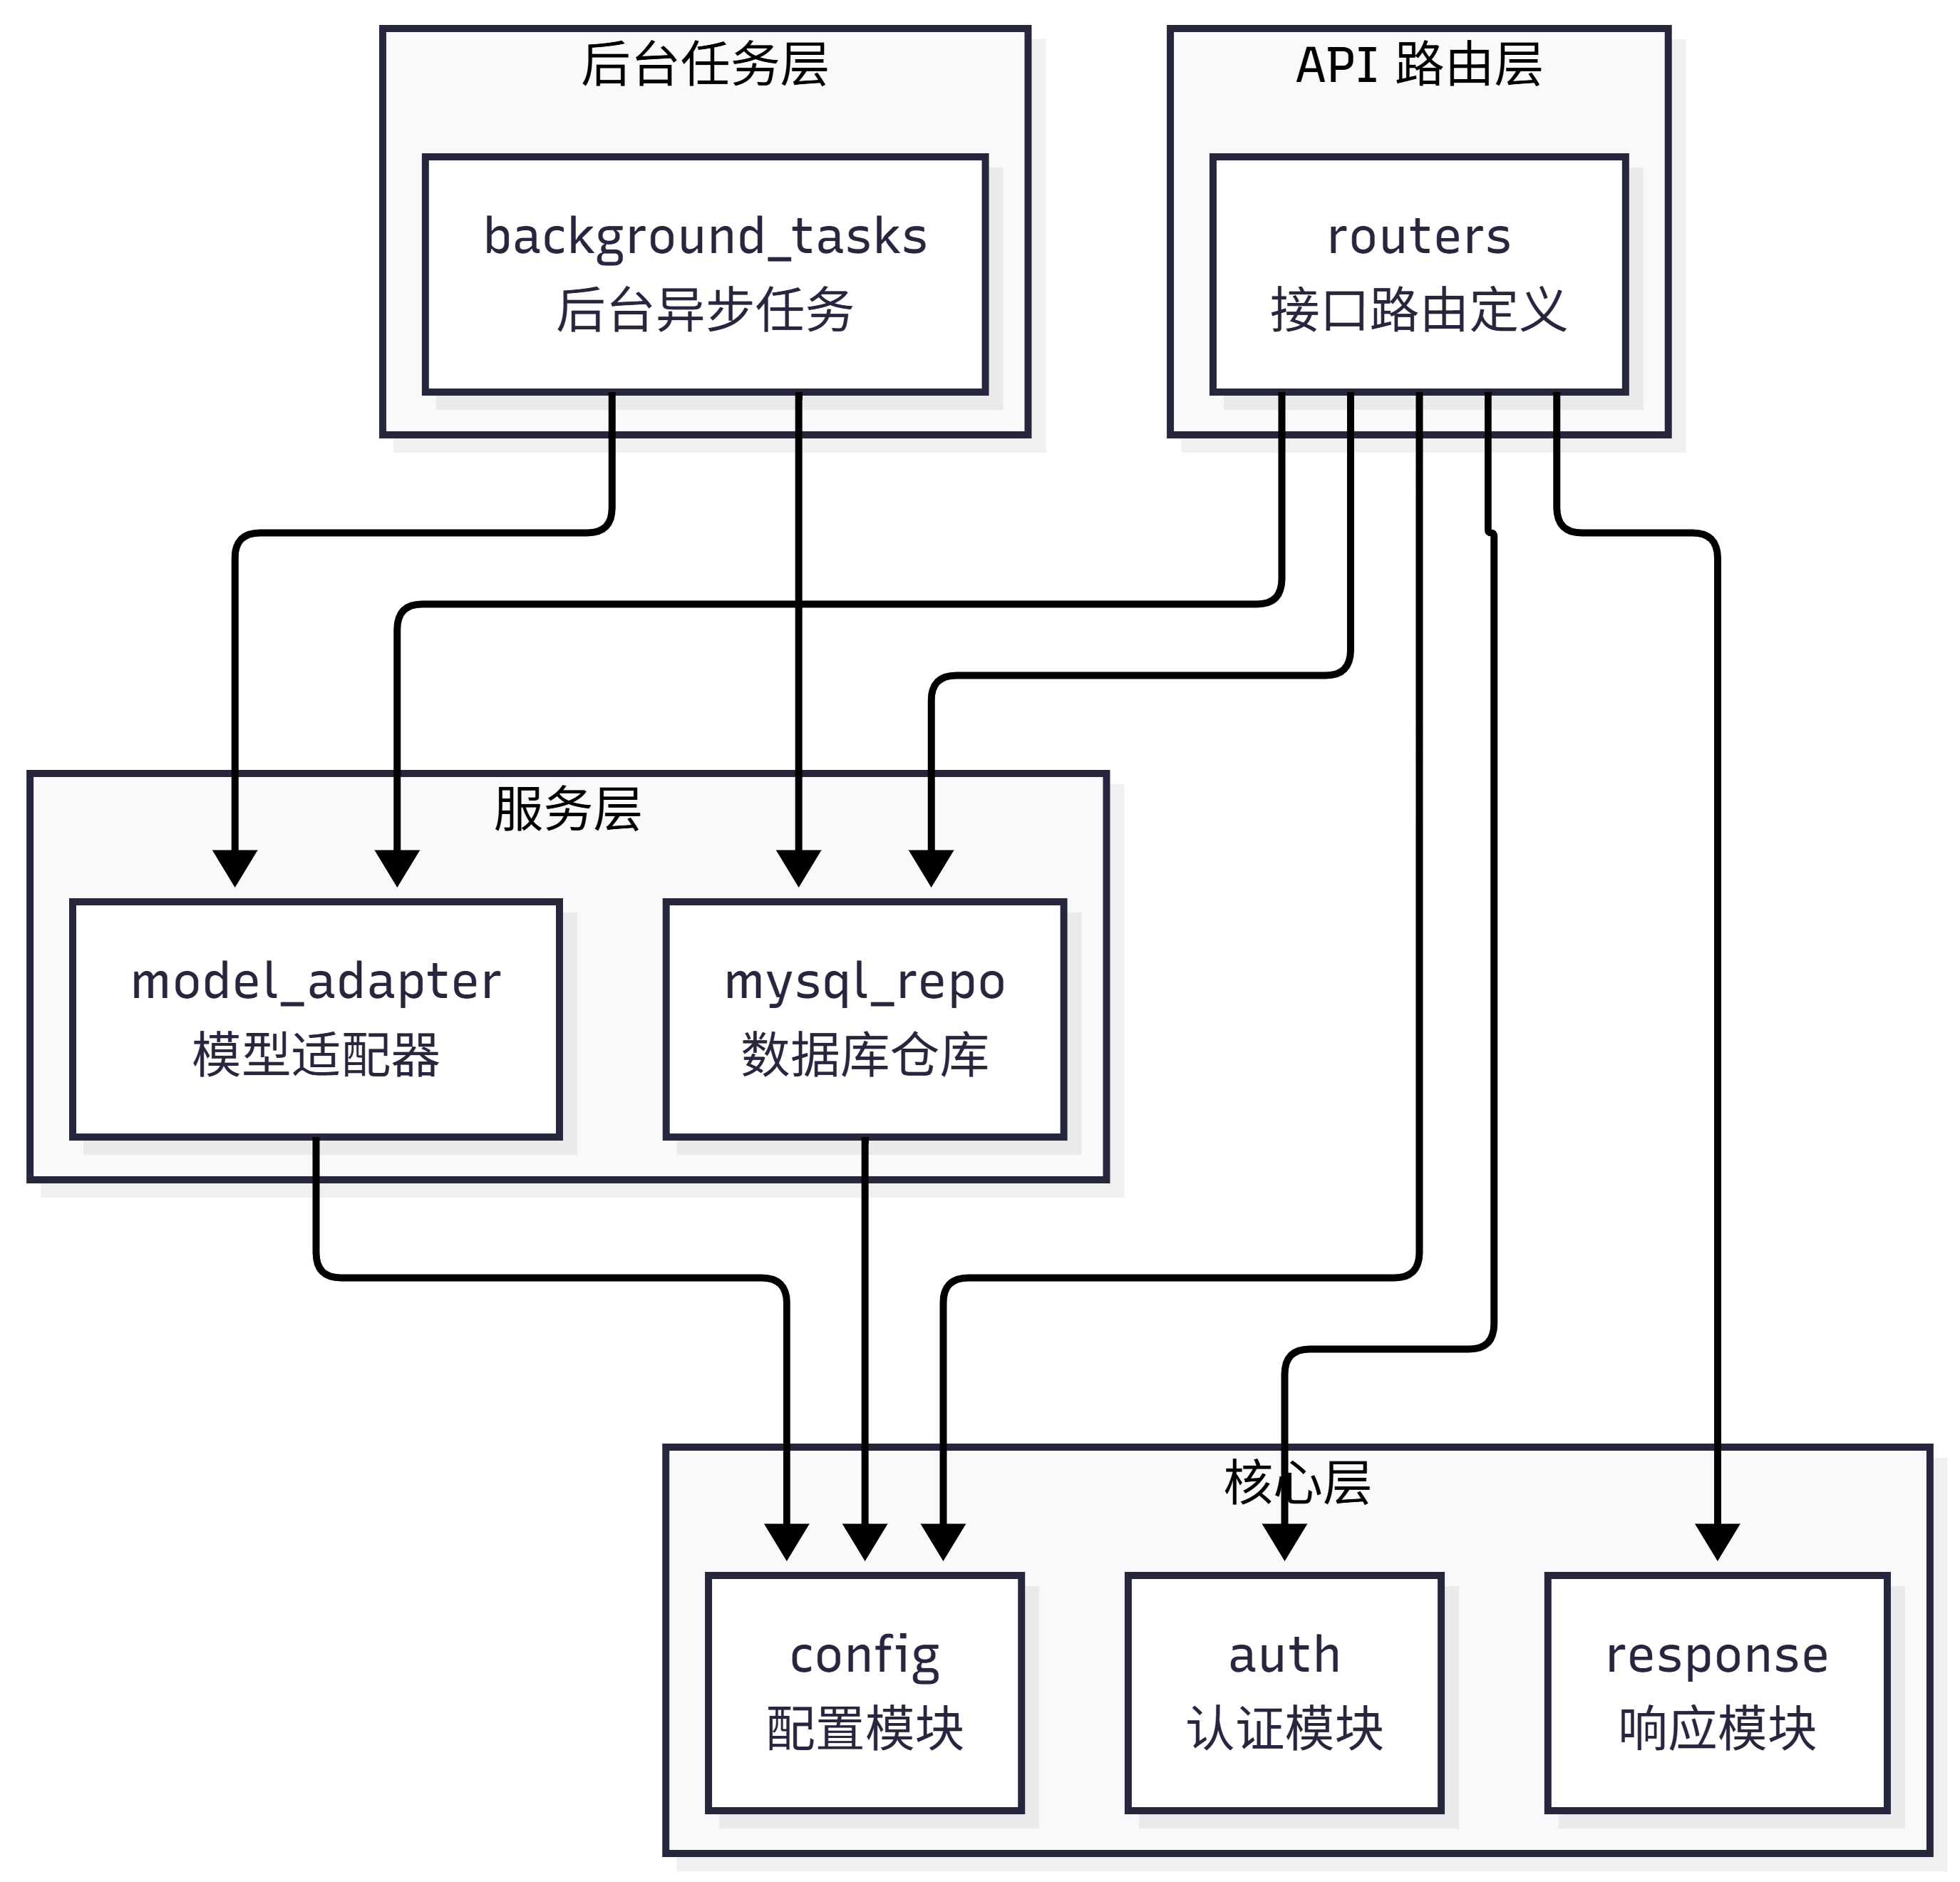 后台任务层
background_tasks
后台异步任务
API 路由层
routers
接口路由定义
服务层
model_adapter
模型适配器
mysql_repo
数据库仓库
核心层
config
配置模块
auth
认证模块
response
响应模块